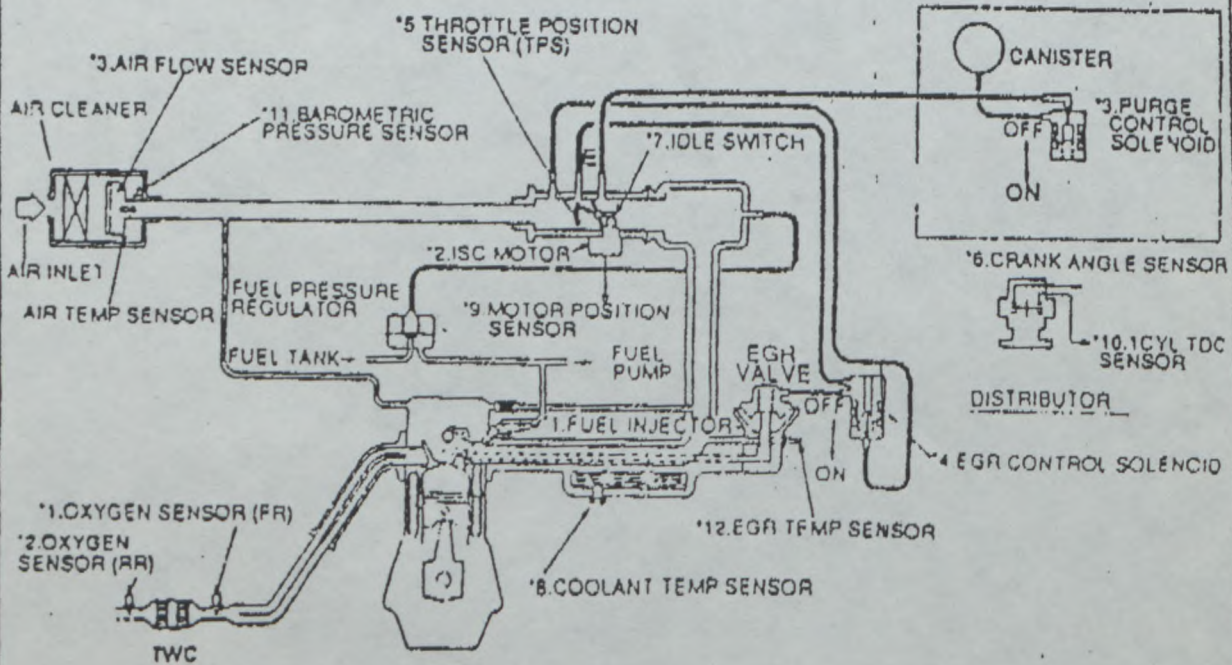 *5 THROTTLE POSITION
SENSOR (TPS)
*3.AIR FLOW SENSOR
AIR CLEANER
*11.BAROMETRIC
PRESSURE SENSOR
*7.IDLE SWITCH
CANISTER
*3.PURGE
CONTROL
SOLENOID
OFF
ON
AIR INLET
AIR TEMP SENSOR
*2.ISC MOTOR
FUEL PRESSURE
REGULATOR
*9.MOTOR POSITION
SENSOR
*6.CRANK ANGLE SENSOR
*10.1CYL TDC
SENSOR
DISTRIBUTOR
FUEL TANK
FUEL
PUMP
EGR
VALVE
OFF
ON
*1.FUEL INJECTOR
*4 EGR CONTROL SOLENOID
*12.EGR TEMP SENSOR
*8.COOLANT TEMP SENSOR
*1.OXYGEN SENSOR (FR)
*2.OXYGEN
SENSOR (RR)
TWC